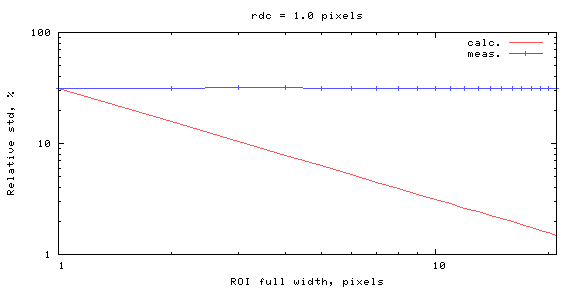 rdc = 1.0 pixels
100
calc.
meas.
10
1
Relative std, %
1 10
ROI full width, pixels